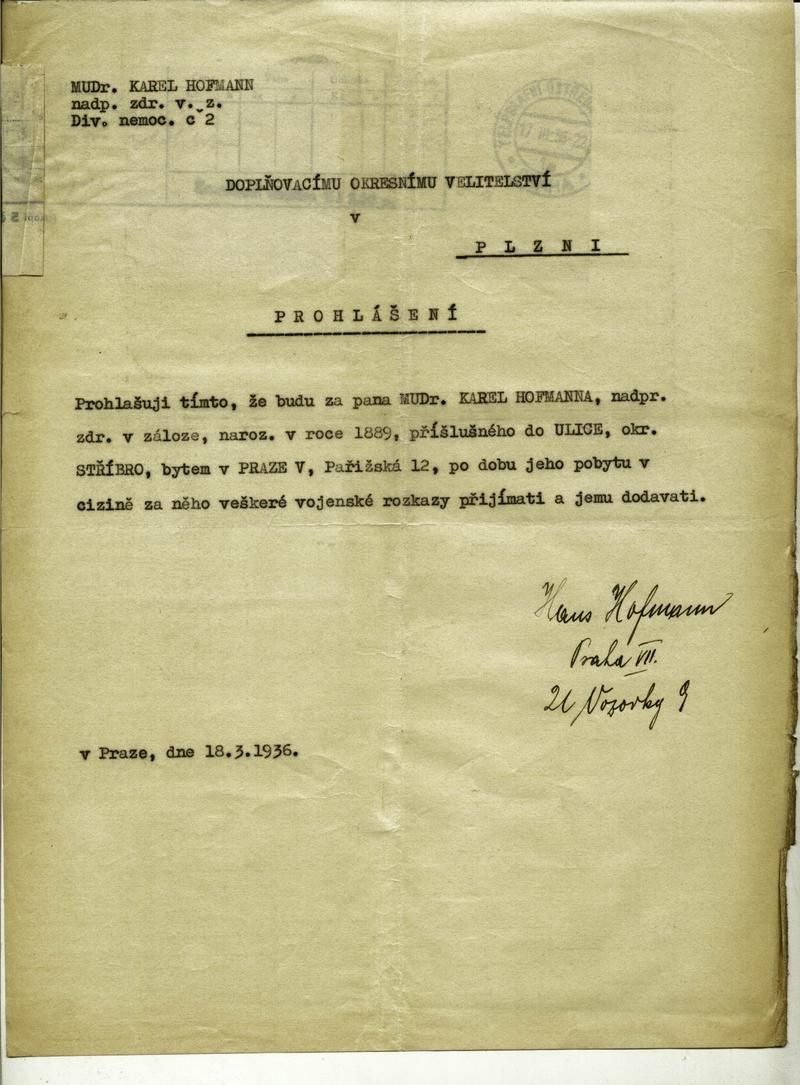 MUDr. KAREL HOFMANN
nadp. zdr. v. z.
Div. nemoc. č 2
DOPLŇOVACÍMU OKRESNÍMU VELITELSTVÍ
v
P L Z N I
P R O H L Á Š E N Í
Prohlašuji tímto, že budu za pana MUDr. KAREL HOFMANNA, nadpr.
zdr. v záloze, naroz. v roce 1889, příšlušného do ULICE, okr.
STŘÍBRO, bytem v PRAZE V, Pařižská 12, po dobu jeho pobytu v
cizině za něho veškeré vojenské rozkazy přijímati a jemu dodavati.
Hans Hofmann
Praha VII.
U Vozovky 9
v Praze, dne 18.3.1936.